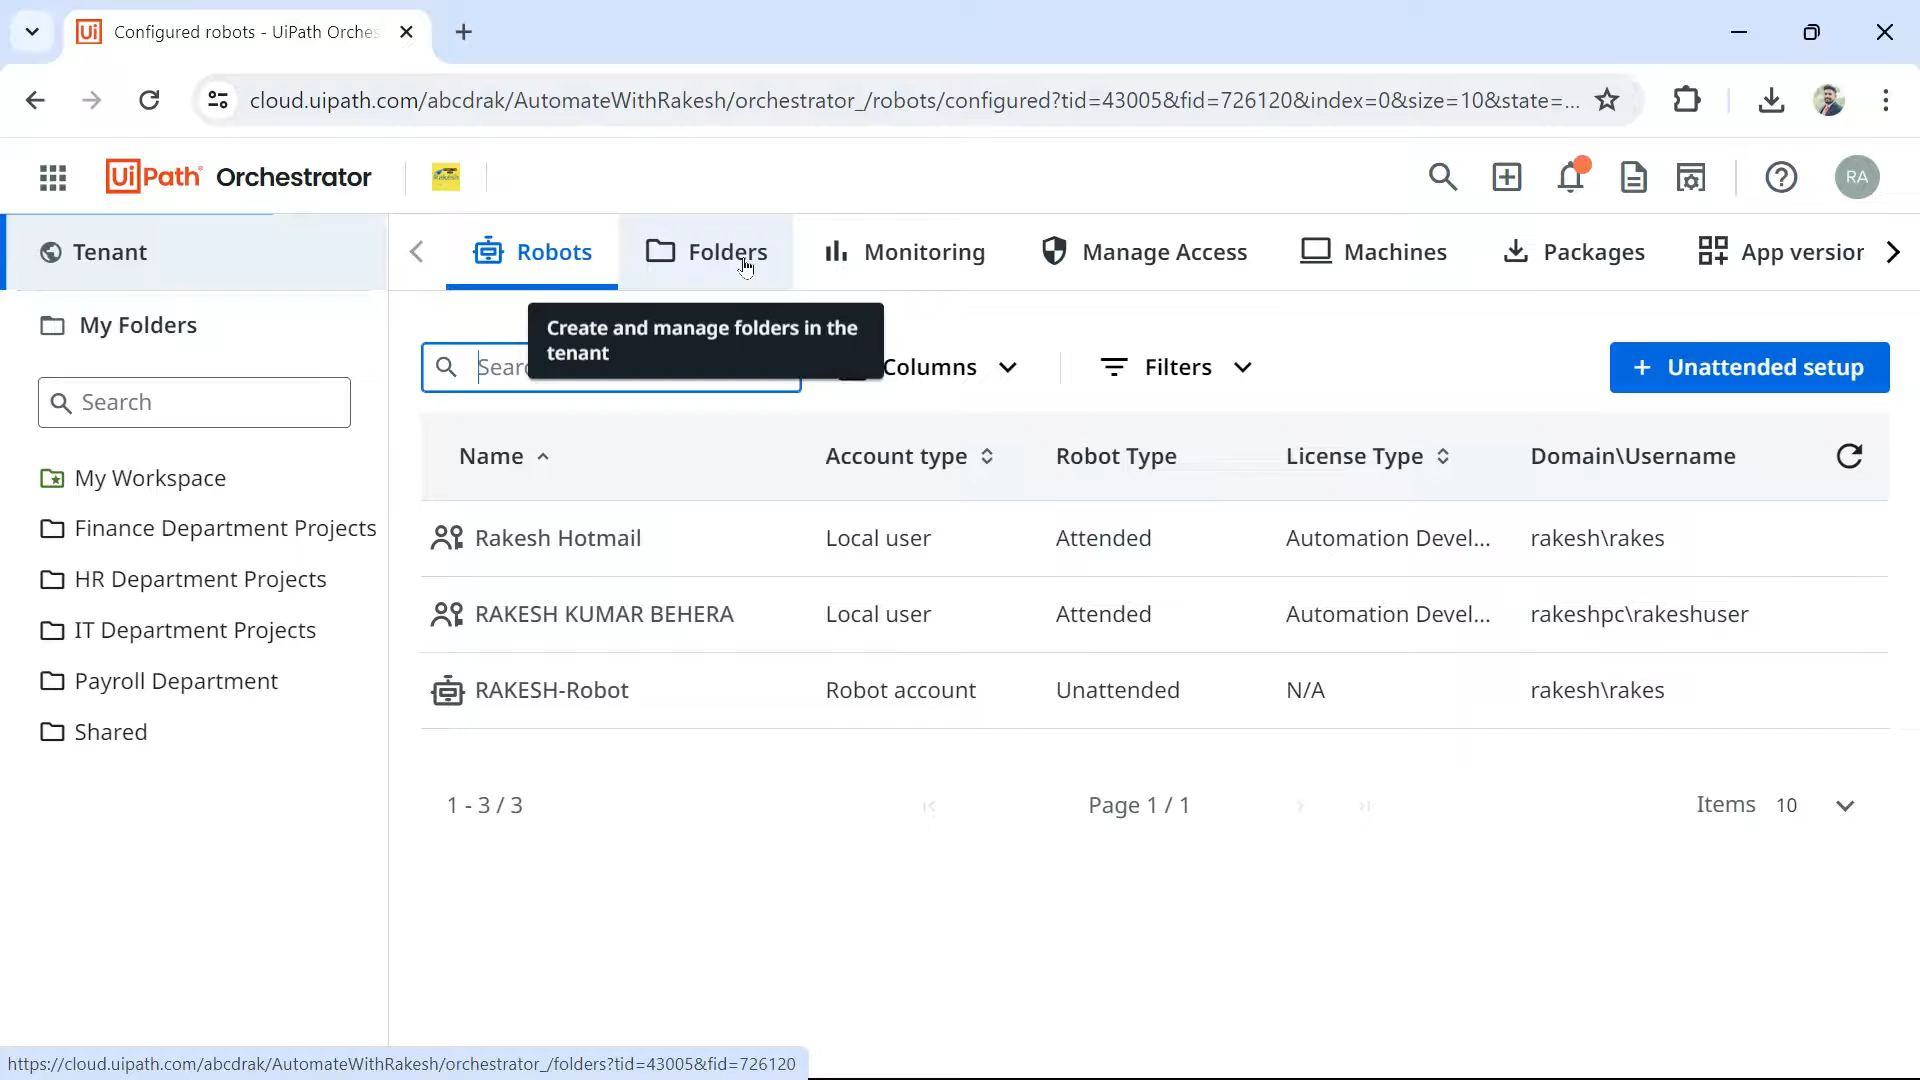 Configured robots - UiPath Orches
cloud.uipath.com/abcdrak/AutomateWithRakesh/orchestrator_/robots/configured?tid=43005&fid=726120&index=0&size=10&state=...
UiPath Orchestrator
RA
Tenant
Robots
Folders
Monitoring
Manage Access
Machines
Packages
App version
Create and manage folders in the
tenant
My Folders
Search
Columns
Filters
+ Unattended setup
Search
Name
Account type
Robot Type
License Type
Domain\Username
My Workspace
Finance Department Projects
HR Department Projects
IT Department Projects
Payroll Department
Shared
Rakesh Hotmail
Local user
Attended
Automation Devel...
rakesh\rakes
RAKESH KUMAR BEHERA
Local user
Attended
Automation Devel...
rakeshpc\rakeshuser
RAKESH-Robot
Robot account
Unattended
N/A
rakesh\rakes
1 - 3 / 3
Page 1 / 1
Items 10
https://cloud.uipath.com/abcdrak/AutomateWithRakesh/orchestrator_/folders?tid=43005&fid=726120